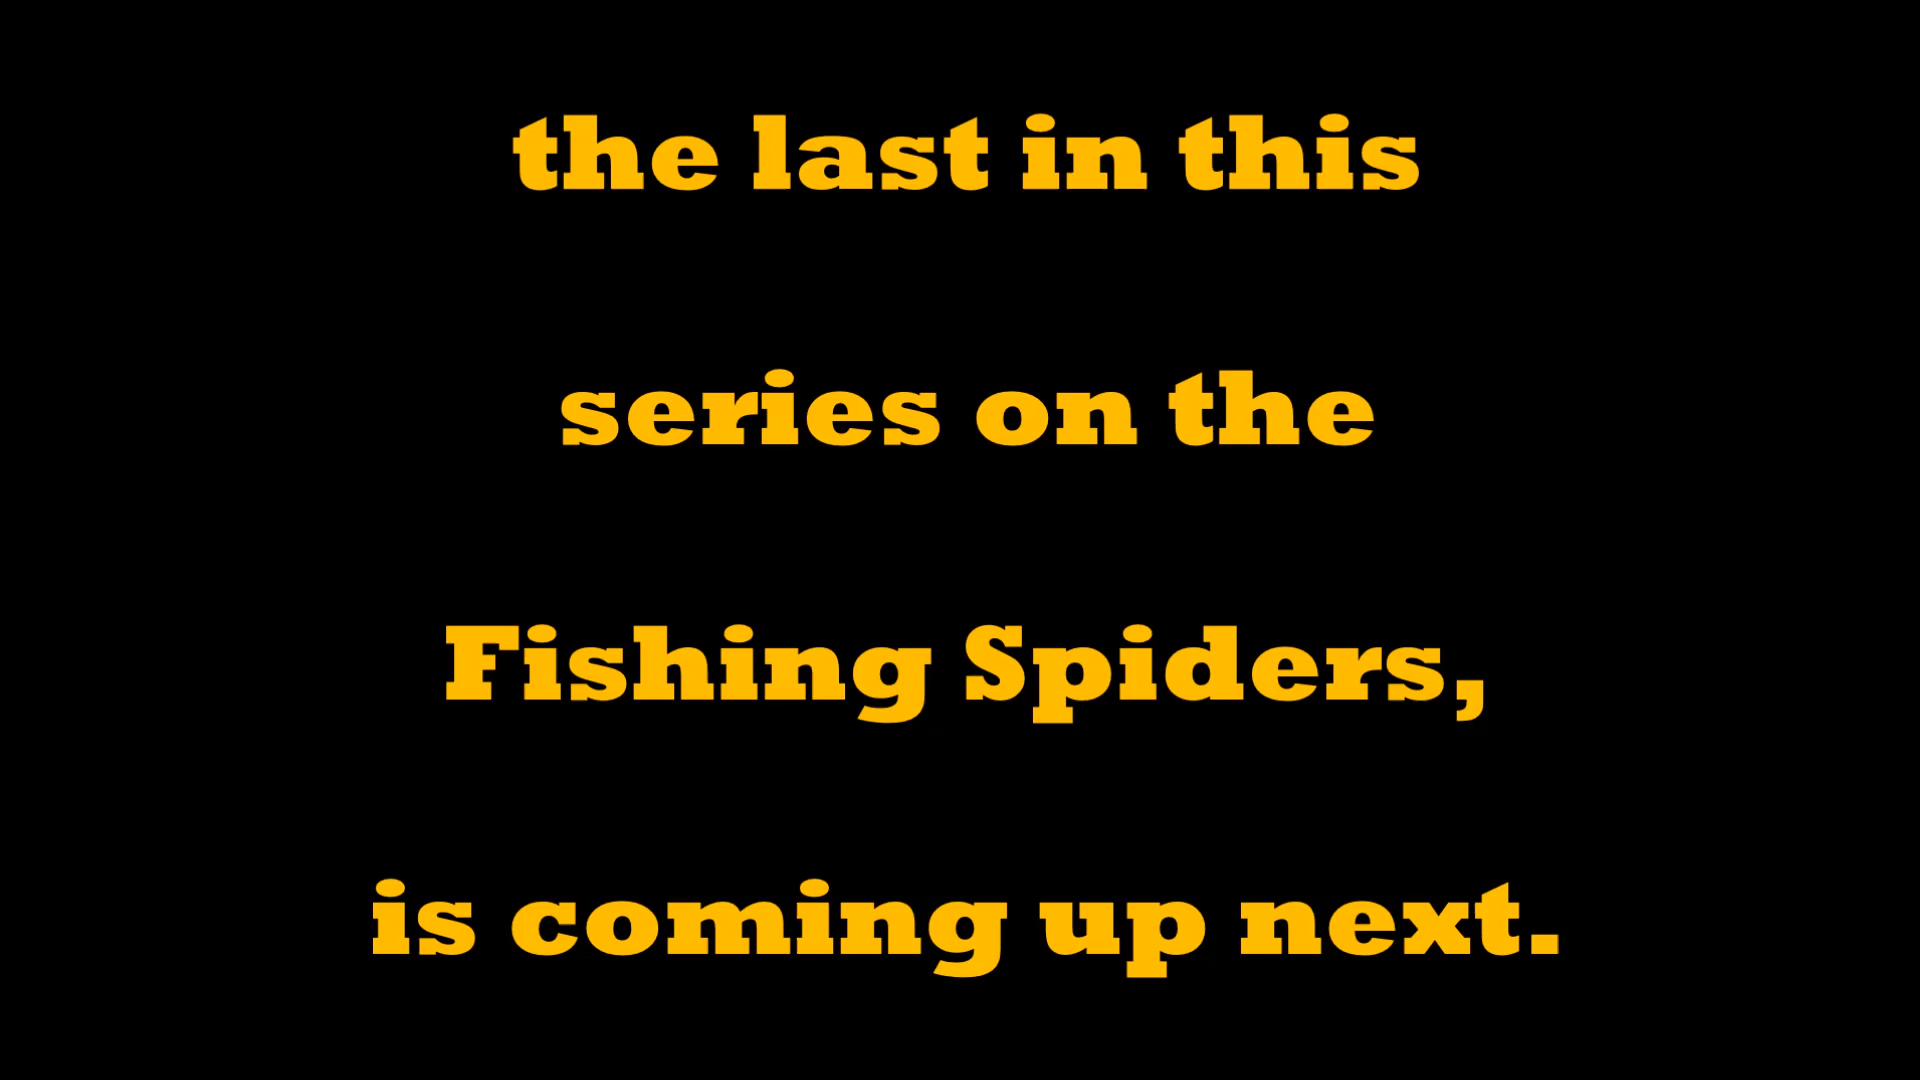 the last in this
series on the
Fishing Spiders,
is coming up next.